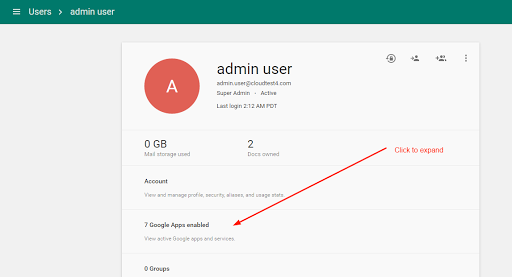 Users > admin user
A
admin user
admin.user@cloudtest4.com
Super Admin • Active
Last login 2:12 AM PDT
0 GB
Mail storage used
2
Docs owned
Click to expand
Account
View and manage profile, security, aliases, and usage stats
7 Google Apps enabled
View active Google apps and services.
0 Groups